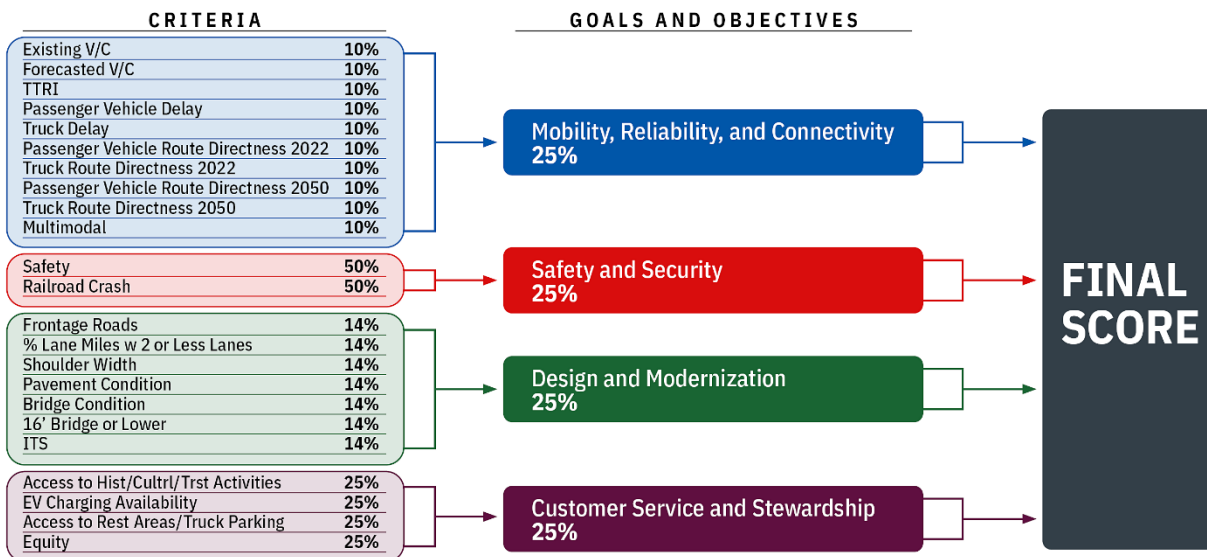 CRITERIA
GOALS AND OBJECTIVES
Existing V/C 10%
Forecasted V/C 10%
TTRI 10%
Passenger Vehicle Delay 10%
Truck Delay 10%
Passenger Vehicle Route Directness 2022 10%
Truck Route Directness 2022 10%
Passenger Vehicle Route Directness 2050 10%
Truck Route Directness 2050 10%
Multimodal 10%
Mobility, Reliability, and Connectivity
25%
Safety 50%
Railroad Crash 50%
Safety and Security
25%
Frontage Roads 14%
% Lane Miles w 2 or Less Lanes 14%
Shoulder Width 14%
Pavement Condition 14%
Bridge Condition 14%
16’ Bridge or Lower 14%
ITS 14%
Design and Modernization
25%
Access to Hist/Cultrl/Trst Activities 25%
EV Charging Availability 25%
Access to Rest Areas/Truck Parking 25%
Equity 25%
Customer Service and Stewardship
25%
FINAL
SCORE